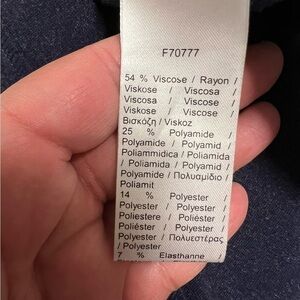 F70777
54 % Viscose / Rayon /
Viskose / Viscosa /
Viscosa / Viscose /
Viskose / Viscose /
Βισκόζη / Viskoz
25 % Polyamide /
Polyamide / Polyamid /
Poliammidica / Poliamida
/ Poliamida / Polyamid /
Polyamide / Πολυαμίδιο /
Poliamit
14 % Polyester /
Polyester / Polyester /
Poliestere / Poliéster /
Poliéster / Polyester /
Polyester / Πολυεστέρας
/ Polyester
7 % Elasthanne /